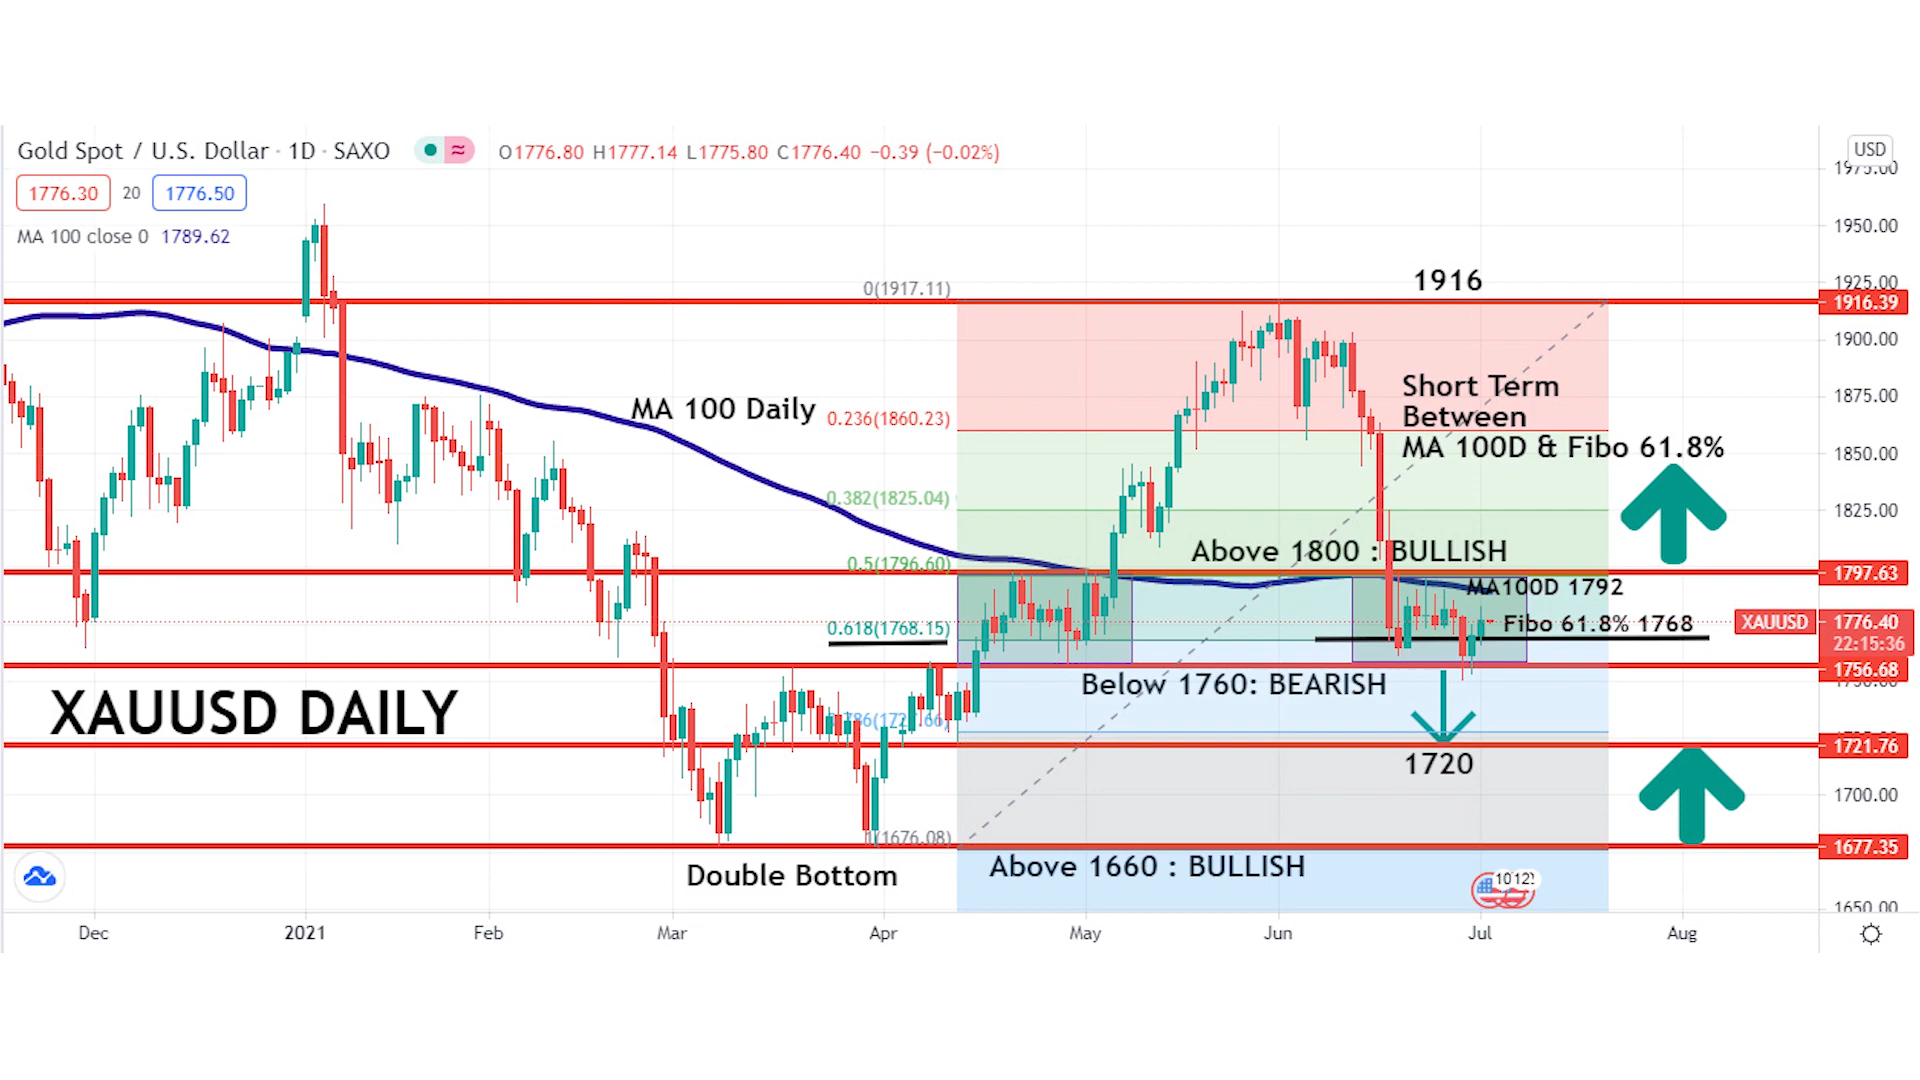 Gold Spot / U.S. Dollar · 1D · SAXO
O1776.80 H1777.14 L1775.80 C1776.40 −0.39 (−0.02%)
USD
1776.30 20 1776.50
MA 100 close 0 1789.62
1975.00
1950.00
1925.00
1916.39
1900.00
1875.00
1850.00
1825.00
1797.63
XAUUSD 1776.40
22:15:36
1756.68
1721.76
1700.00
1677.35
1650.00
0(1917.11)
1916
Short Term
Between
MA 100D & Fibo 61.8%
MA 100 Daily
0.236(1860.23)
0.382(1825.04)
Above 1800 : BULLISH
0.5(1796.60)
MA100D 1792
0.618(1768.15)
Fibo 61.8% 1768
Below 1760: BEARISH
XAUUSD DAILY
1720
1(1676.08)
Double Bottom
Above 1660 : BULLISH
Dec 2021 Feb Mar Apr May Jun Jul Aug